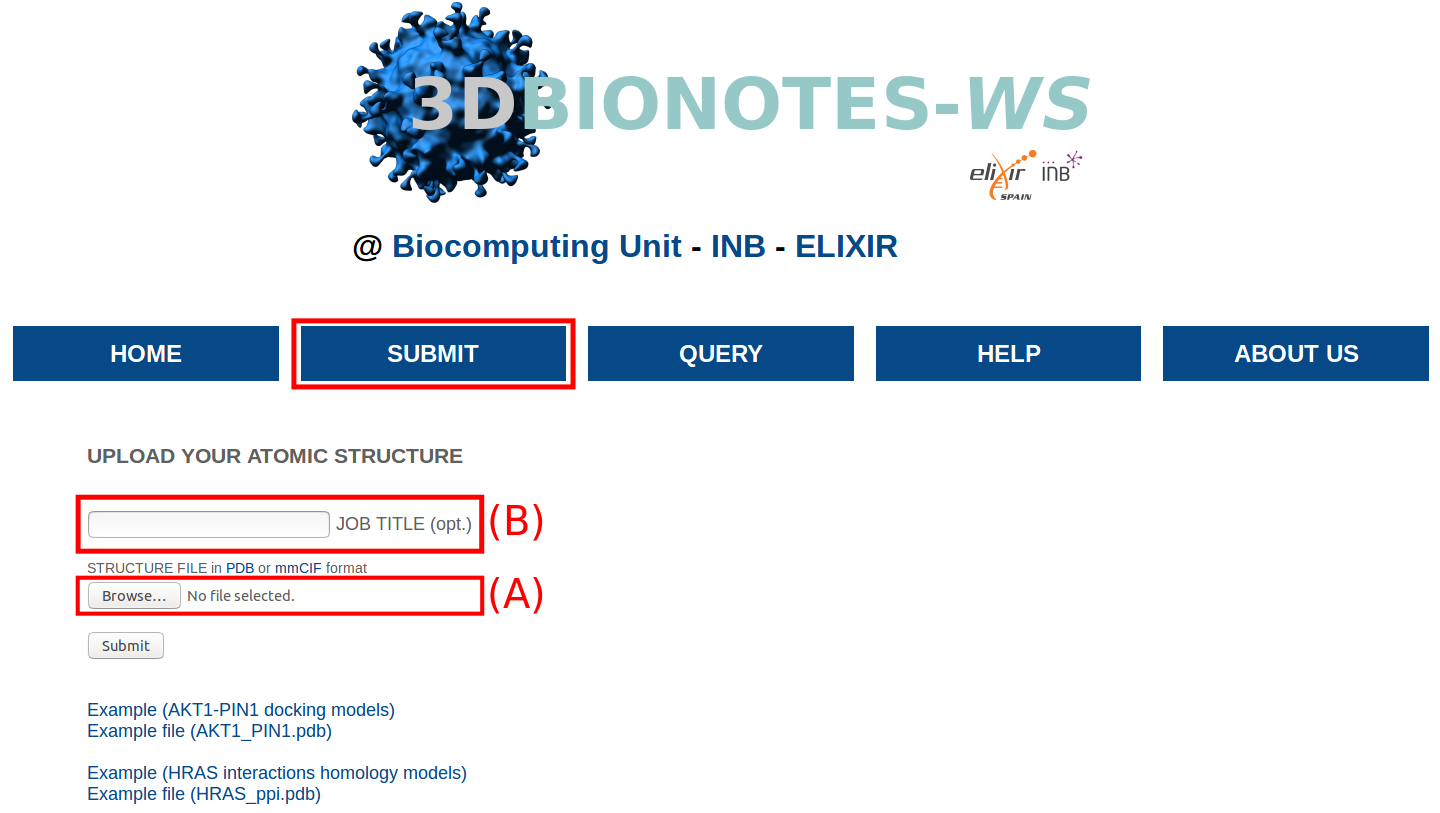 3DBIONOTES-WS
elixir INB
SPAIN
@ Biocomputing Unit - INB - ELIXIR
HOME SUBMIT QUERY HELP ABOUT US
UPLOAD YOUR ATOMIC STRUCTURE
JOB TITLE (opt.) (B)
STRUCTURE FILE in PDB or mmCIF format
Browse... No file selected. (A)
Submit
Example (AKT1-PIN1 docking models)
Example file (AKT1_PIN1.pdb)
Example (HRAS interactions homology models)
Example file (HRAS_ppi.pdb)